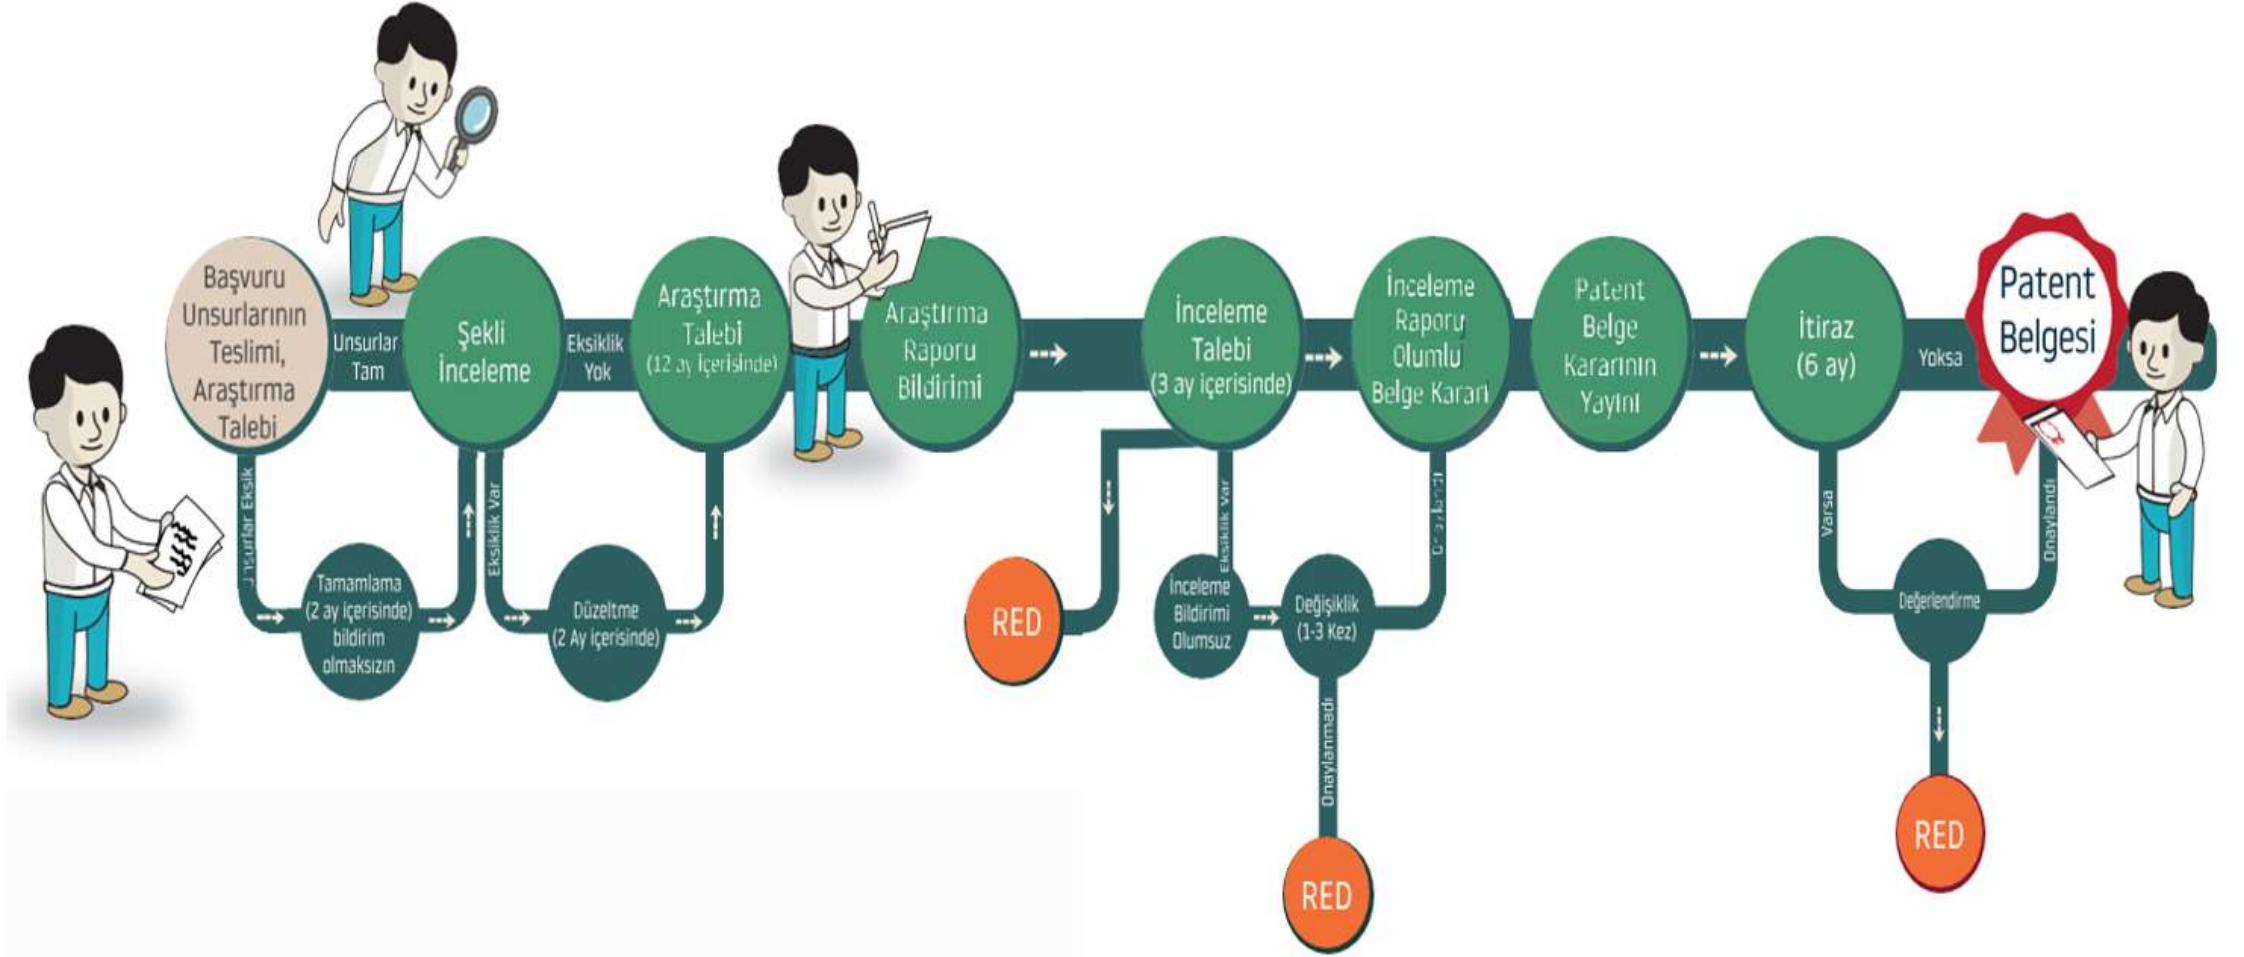 Başvuru
Unsurlarının
Teslimi,
Araştırma
Talebi
Unsurlar
Tam
Şekli
İnceleme
Eksiklik
Yok
Araştırma
Talebi
(12 ay içerisinde)
Araştırma
Raporu
Bildirimi
İnceleme
Talebi
(3 ay içerisinde)
İnceleme
Raporu
Olumlu
Belge Kararı
Patent
Belge
Kararının
Yayını
İtiraz
(6 ay)
Yoksa
Patent
Belgesi
Unsurlar Eksik
Tamamlama
(2 ay içerisinde)
bildirim
olmaksızın
Eksiklik Var
Düzeltme
(2 Ay içerisinde)
RED
Eksiklik Var
İnceleme
Bildirimi
Olumsuz
Değişiklik
(1-3 Kez)
Onaylandı
Onaylanmadı
RED
Varsa
Değerlendirme
Onaylandı
RED